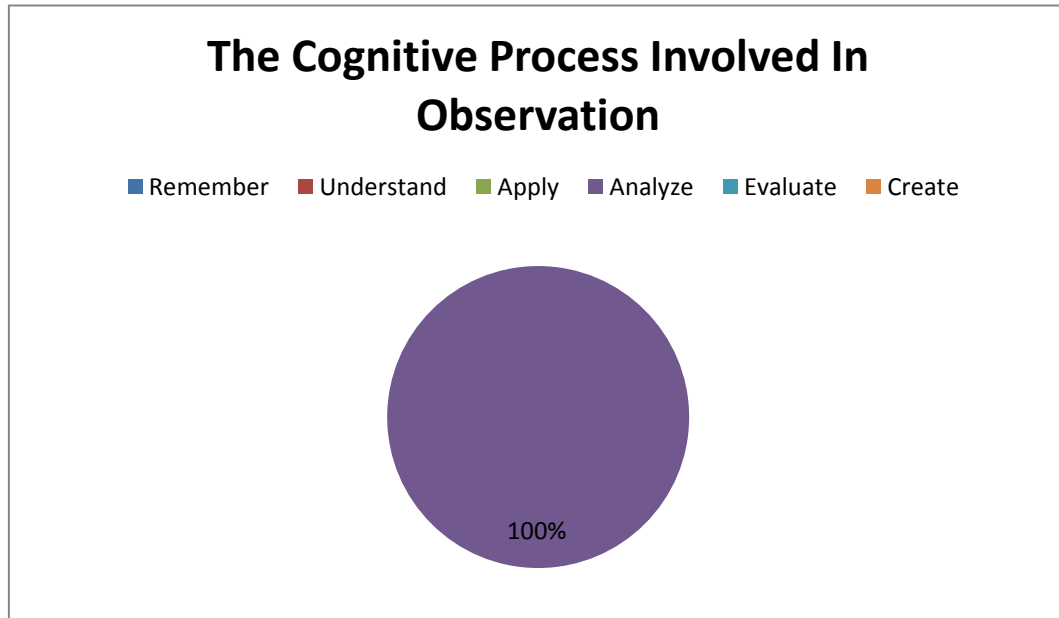 The Cognitive Process Involved In
Observation
Remember Understand Apply Analyze Evaluate Create
100%